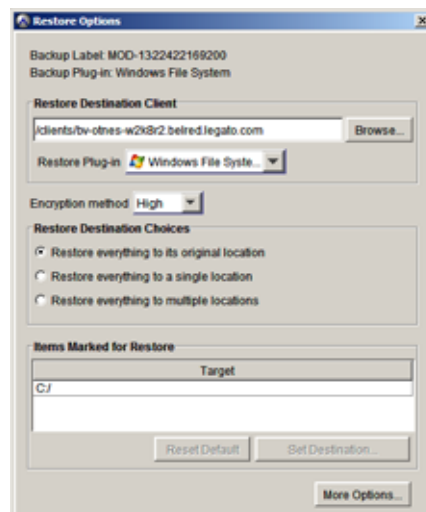 Restore Options
Backup Label: MOD-1322422169200
Backup Plug-in: Windows File System
Restore Destination Client
/clients/bv-otnes-w2k8r2.belred.legato.com
Browse...
Restore Plug-in Windows File Syste...
Encryption method High
Restore Destination Choices
Restore everything to its original location
Restore everything to a single location
Restore everything to multiple locations
Items Marked for Restore
Target
C:/
Reset Default
Set Destination...
More Options...